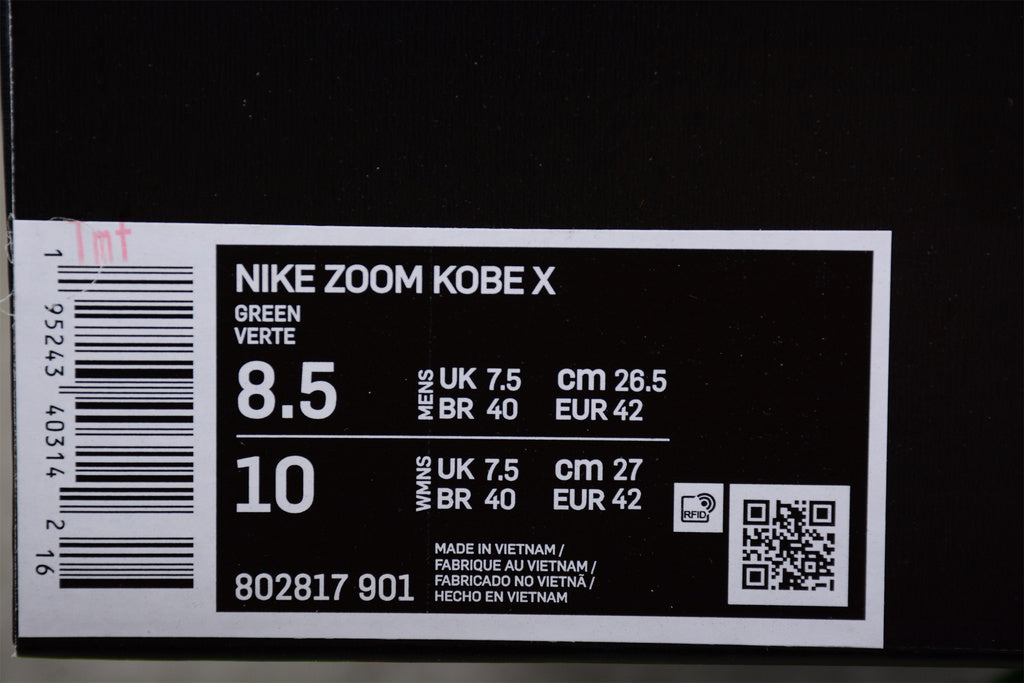 1mt
1 95243 40314 2 16
NIKE ZOOM KOBE X
GREEN
VERTE
8.5 MENS UK 7.5 cm 26.5
BR 40 EUR 42
10 WMNS UK 7.5 cm 27
BR 40 EUR 42
RFID
MADE IN VIETNAM /
FABRIQUE AU VIETNAM /
FABRICADO NO VIETNÃ /
HECHO EN VIETNAM
802817 901